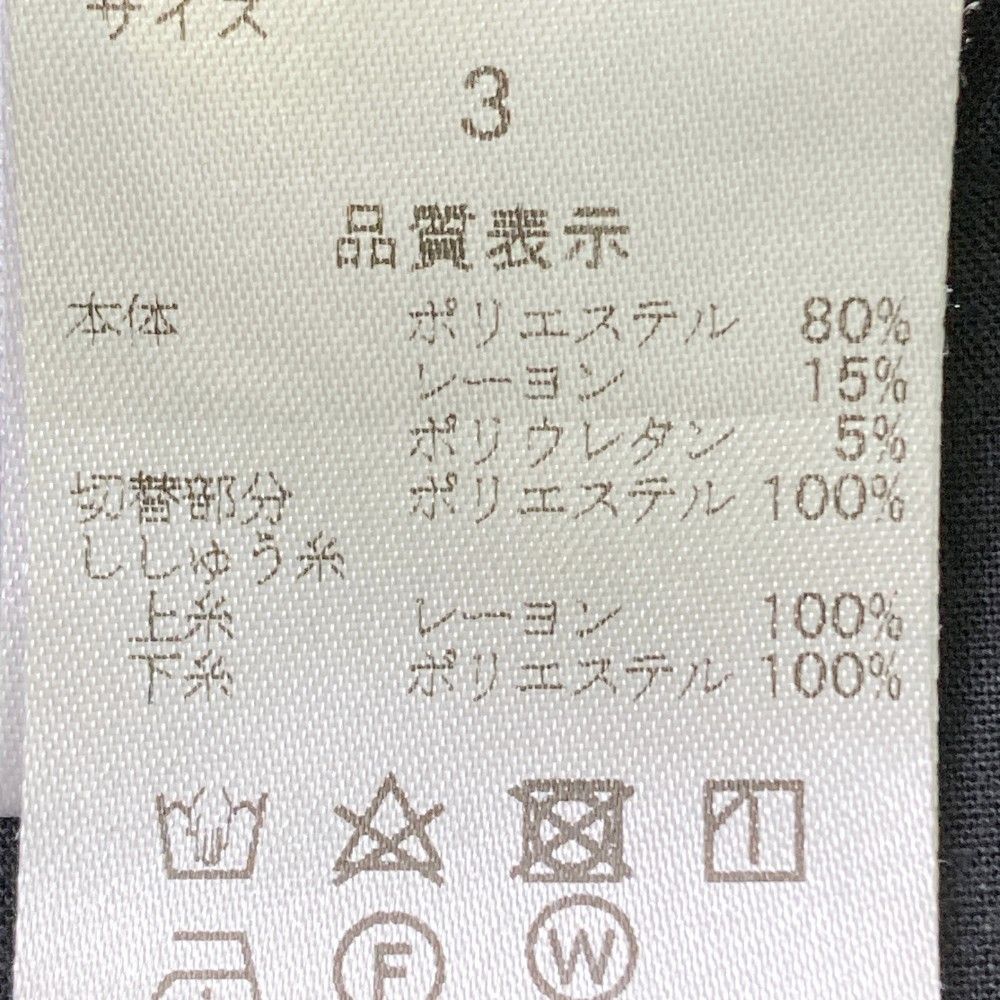 サイズ
3
品質表示
本体 ポリエステル 80%
レーヨン 15%
ポリウレタン 5%
切替部分 ポリエステル 100%
ししゅう糸
上糸 レーヨン 100%
下糸 ポリエステル 100%
F W